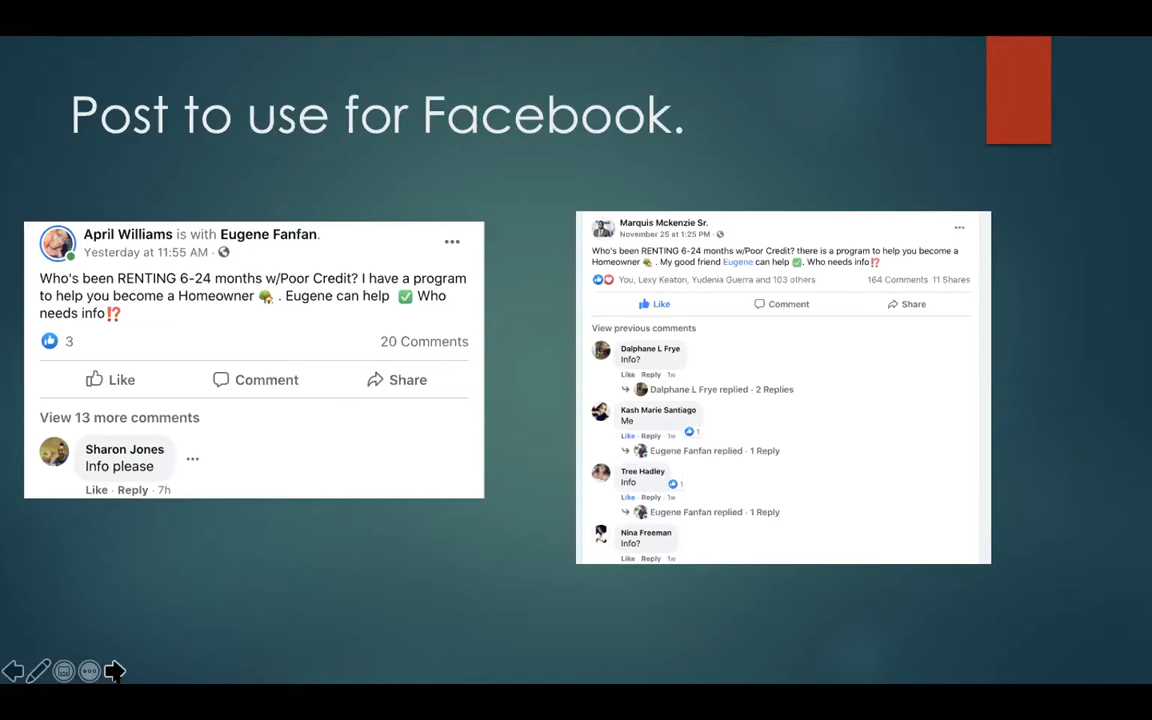 Post to use for Facebook.
April Williams is with Eugene Fanfan.
Yesterday at 11:55 AM ·
Who's been RENTING 6-24 months w/Poor Credit? I have a program
to help you become a Homeowner 🏡 . Eugene can help ✅ Who
needs info⁉️
3
20 Comments
Like
Comment
Share
View 13 more comments
Sharon Jones
Info please
Like · Reply · 7h
Marquis Mckenzie Sr.
November 25 at 1:25 PM ·
Who's been RENTING 6-24 months w/Poor Credit? there is a program to help you become a
Homeowner 🏡 . My good friend Eugene can help ✅. Who needs info⁉️
You, Lexy Keaton, Yudenia Guerra and 103 others
164 Comments 11 Shares
Like
Comment
Share
View previous comments
Dalphane L Frye
Info?
Like · Reply · 1w
Dalphane L Frye replied · 2 Replies
Kash Marie Santiago
Me
1
Like · Reply · 1w
Eugene Fanfan replied · 1 Reply
Tree Hadley
Info
1
Like · Reply · 1w
Eugene Fanfan replied · 1 Reply
Nina Freeman
Info?
Like Reply 1w